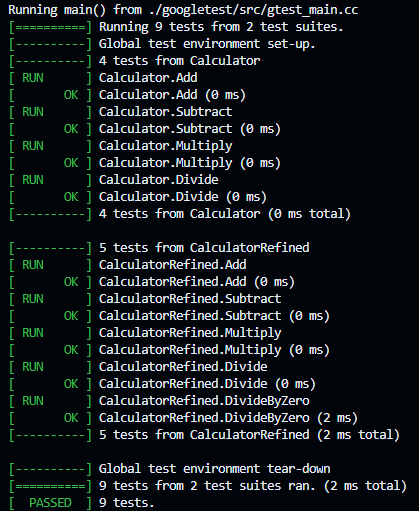 Running main() from ./googletest/src/gtest_main.cc
[==========] Running 9 tests from 2 test suites.
[----------] Global test environment set-up.
[----------] 4 tests from Calculator
[ RUN      ] Calculator.Add
[       OK ] Calculator.Add (0 ms)
[ RUN      ] Calculator.Subtract
[       OK ] Calculator.Subtract (0 ms)
[ RUN      ] Calculator.Multiply
[       OK ] Calculator.Multiply (0 ms)
[ RUN      ] Calculator.Divide
[       OK ] Calculator.Divide (0 ms)
[----------] 4 tests from Calculator (0 ms total)

[----------] 5 tests from CalculatorRefined
[ RUN      ] CalculatorRefined.Add
[       OK ] CalculatorRefined.Add (0 ms)
[ RUN      ] CalculatorRefined.Subtract
[       OK ] CalculatorRefined.Subtract (0 ms)
[ RUN      ] CalculatorRefined.Multiply
[       OK ] CalculatorRefined.Multiply (0 ms)
[ RUN      ] CalculatorRefined.Divide
[       OK ] CalculatorRefined.Divide (0 ms)
[ RUN      ] CalculatorRefined.DivideByZero
[       OK ] CalculatorRefined.DivideByZero (2 ms)
[----------] 5 tests from CalculatorRefined (2 ms total)

[----------] Global test environment tear-down
[==========] 9 tests from 2 test suites ran. (2 ms total)
[  PASSED  ] 9 tests.